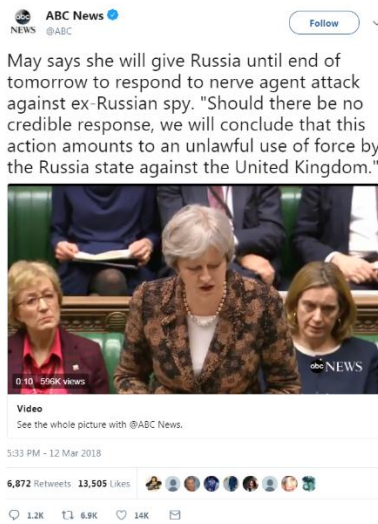 ABC News
@ABC
Follow
abc
NEWS
May says she will give Russia until end of
tomorrow to respond to nerve agent attack
against ex-Russian spy. "Should there be no
credible response, we will conclude that this
action amounts to an unlawful use of force by
the Russia state against the United Kingdom."
abc NEWS
0:10 596K views
Video
See the whole picture with @ABC News.
5:33 PM - 12 Mar 2018
6,872 Retweets 13,505 Likes
1.2K 6.9K 14K